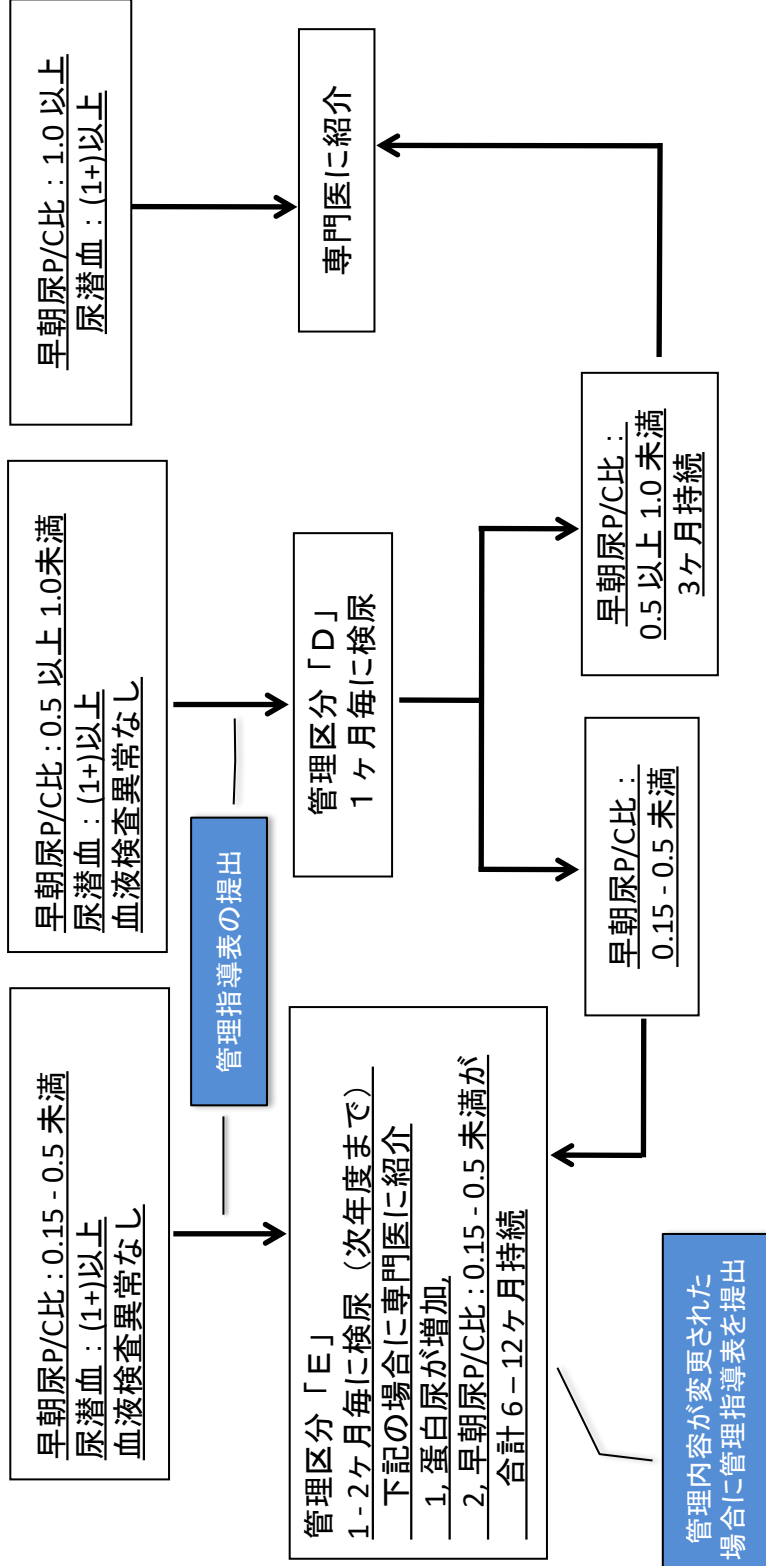 早朝尿P/C比：0.15 - 0.5 未満
尿潜血：(1+)以上
血液検査異常なし
早朝尿P/C比：0.5 以上 1.0未満
尿潜血：(1+)以上
血液検査異常なし
早朝尿P/C比：1.0 以上
尿潜血：(1+)以上
管理指導表の提出
管理区分「E」
1 - 2ヶ月毎に検尿（次年度まで）
下記の場合に専門医に紹介
1, 蛋白尿が増加,
2, 早朝尿P/C比：0.15 - 0.5 未満が
合計 6 – 12ヶ月持続
管理区分「D」
１ヶ月毎に検尿
専門医に紹介
早朝尿P/C比：
0.15 - 0.5 未満
早朝尿P/C比：
0.5 以上 1.0 未満
3ヶ月持続
管理内容が変更された
場合に管理指導表を提出